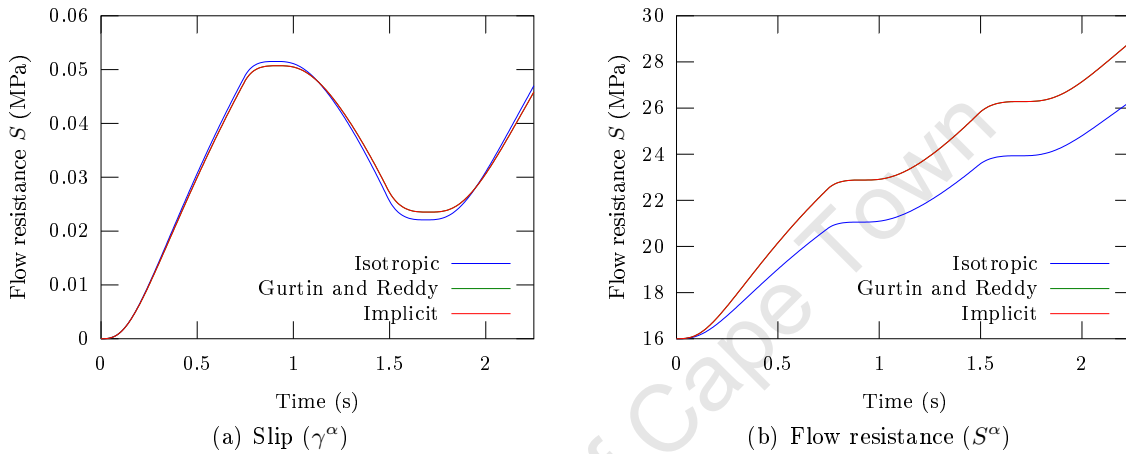 0.06
0.05
0.04
0.03
0.02
0.01
0
Flow resistance S (MPa)
Isotropic
Gurtin and Reddy
Implicit
0 0.5 1 1.5 2
Time (s)
(a) Slip (γ^α)
30
28
26
24
22
20
18
16
Flow resistance S (MPa)
Isotropic
Gurtin and Reddy
Implicit
0 0.5 1 1.5 2
Time (s)
(b) Flow resistance (S^α)
of Cape Town